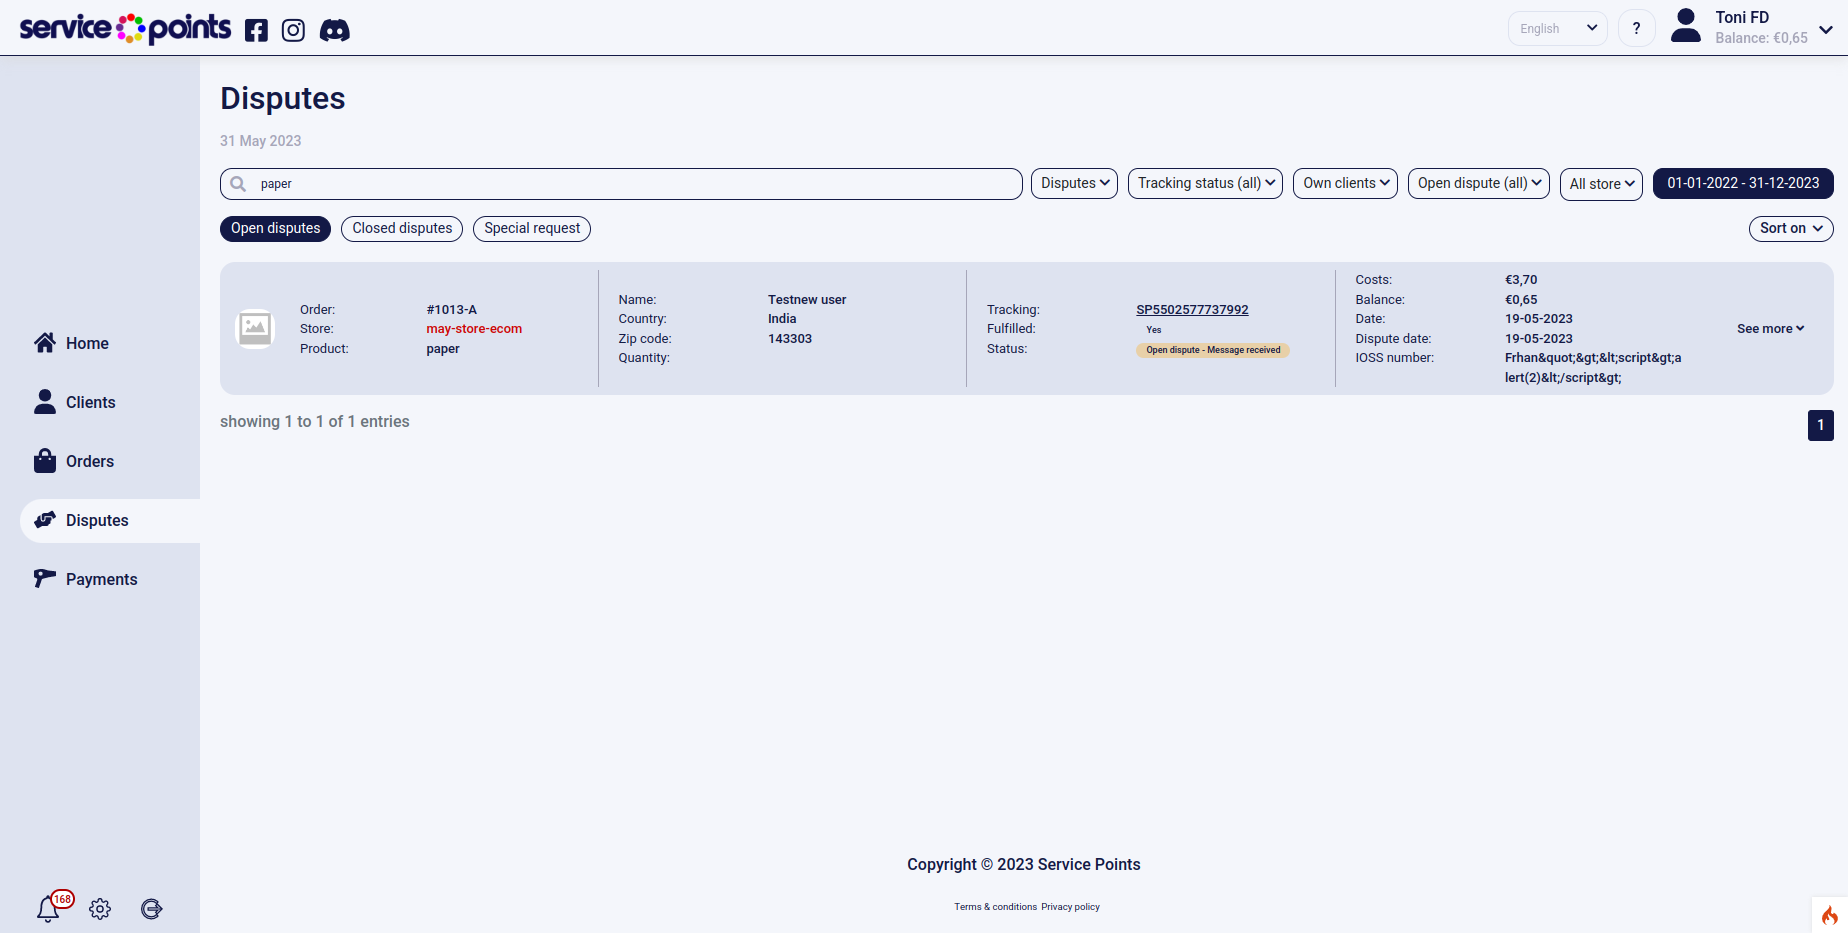 service points
English
?
Toni FD
Balance: €0,65
Disputes
31 May 2023
paper
Disputes
Tracking status (all)
Own clients
Open dispute (all)
All store
01-01-2022 - 31-12-2023
Open disputes
Closed disputes
Special request
Sort on
Order: #1013-A
Store: may-store-ecom
Product: paper
Name: Testnew user
Country: India
Zip code: 143303
Quantity:
Tracking: SP5502577737992
Fulfilled: Yes
Status: Open dispute - Message received
Costs: €3,70
Balance: €0,65
Date: 19-05-2023
Dispute date: 19-05-2023
IOSS number: Frhan&quot;&gt;&lt;script&gt;a
lert(2)&lt;/script&gt;
See more
showing 1 to 1 of 1 entries
1
Home
Clients
Orders
Disputes
Payments
168
Copyright © 2023 Service Points
Terms & conditions Privacy policy